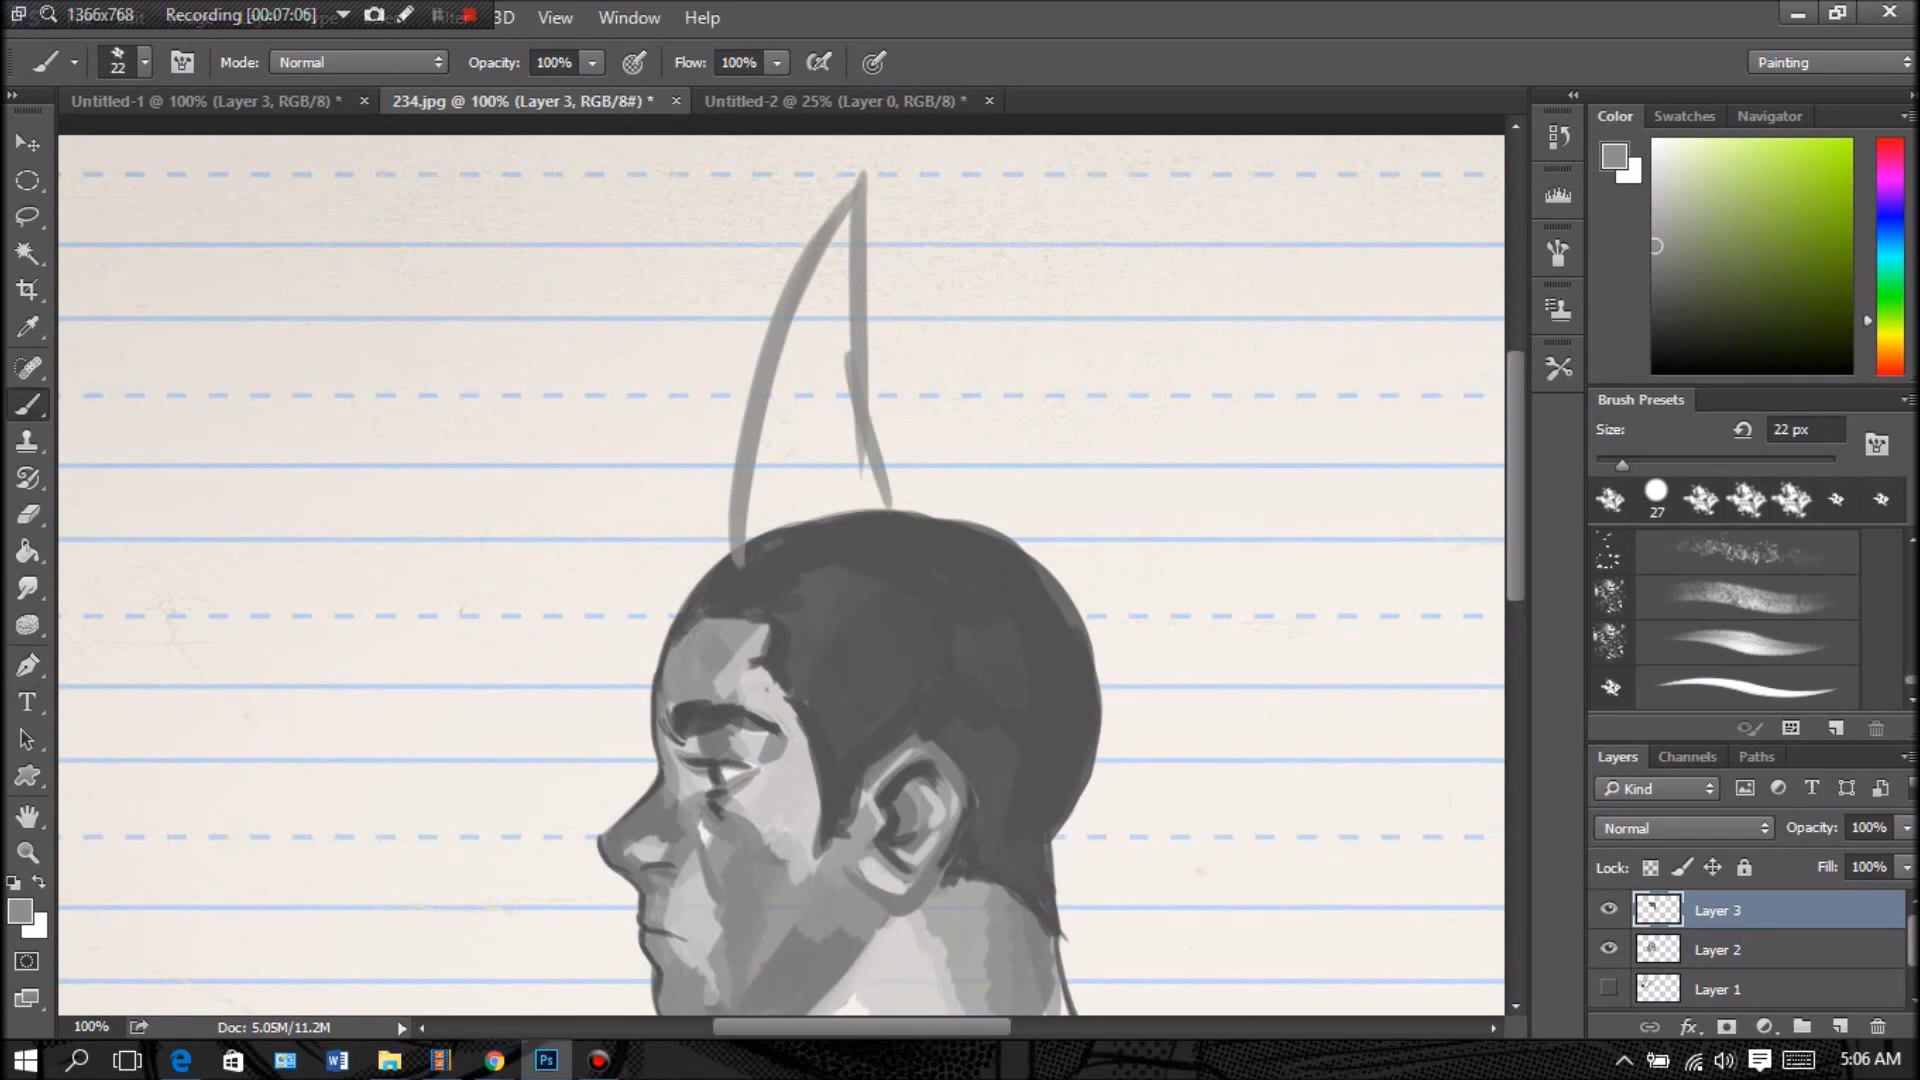 1366x768 Recording [00:07:06] 3D View Window Help
22 Mode: Normal Opacity: 100% Flow: 100% Painting
Untitled-1 @ 100% (Layer 3, RGB/8) * × 234.jpg @ 100% (Layer 3, RGB/8#) * × Untitled-2 @ 25% (Layer 0, RGB/8) * ×
Color Swatches Navigator
Brush Presets
Size: 22 px
27
Layers Channels Paths
Kind
Normal Opacity: 100%
Lock: Fill: 100%
Layer 3
Layer 2
Layer 1
100% Doc: 5.05M/11.2M
Ps 5:06 AM